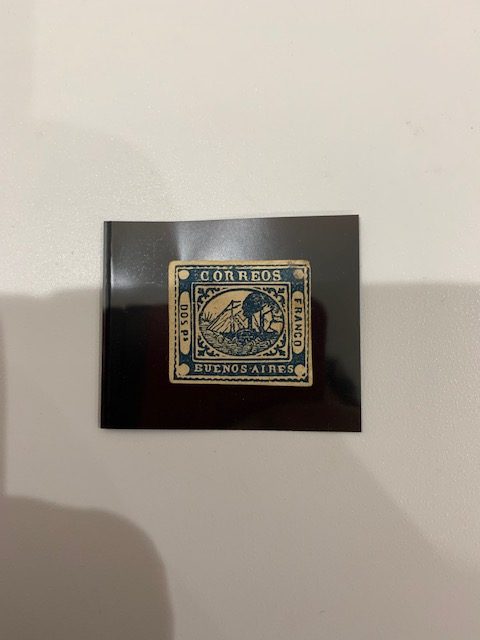 CORREOS
DOS Ps
FRANCO
BUENOS-AIRES